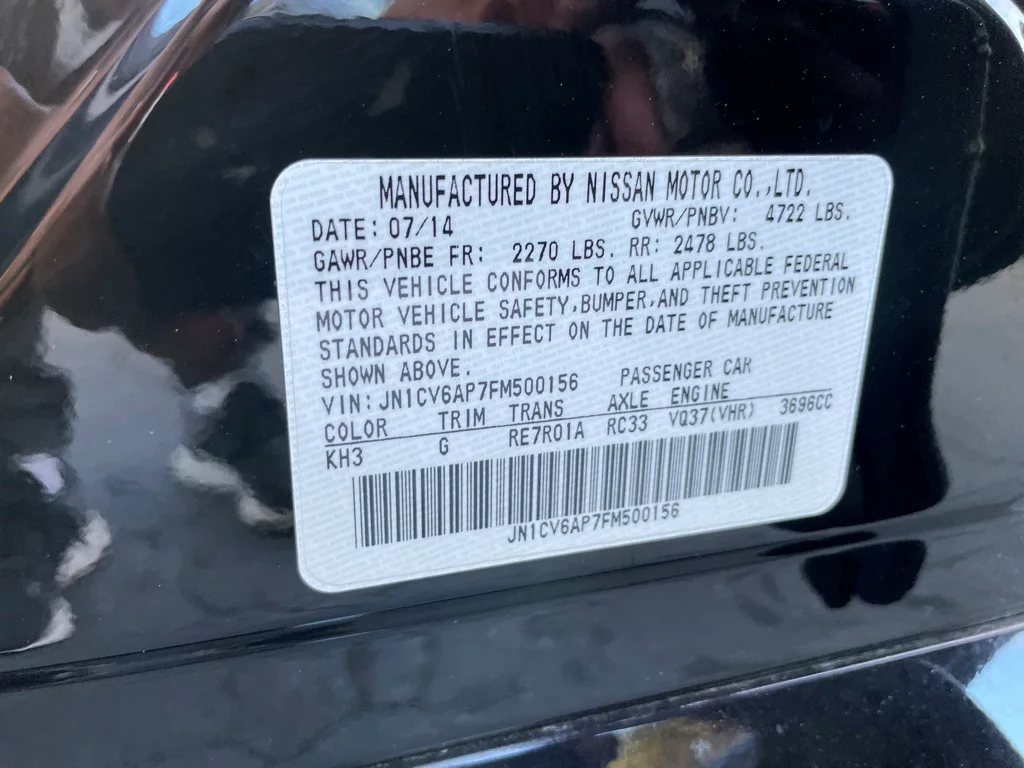 MANUFACTURED BY NISSAN MOTOR CO.,LTD.
DATE: 07/14 GVWR/PNBV: 4722 LBS.
GAWR/PNBE FR: 2270 LBS. RR: 2478 LBS.
THIS VEHICLE CONFORMS TO ALL APPLICABLE FEDERAL
MOTOR VEHICLE SAFETY,BUMPER,AND THEFT PREVENTION
STANDARDS IN EFFECT ON THE DATE OF MANUFACTURE
SHOWN ABOVE.
VIN: JN1CV6AP7FM500156 PASSENGER CAR
COLOR TRIM TRANS AXLE ENGINE
KH3 G RE7R01A RC33 VQ37(VHR) 3696CC
JN1CV6AP7FM500156